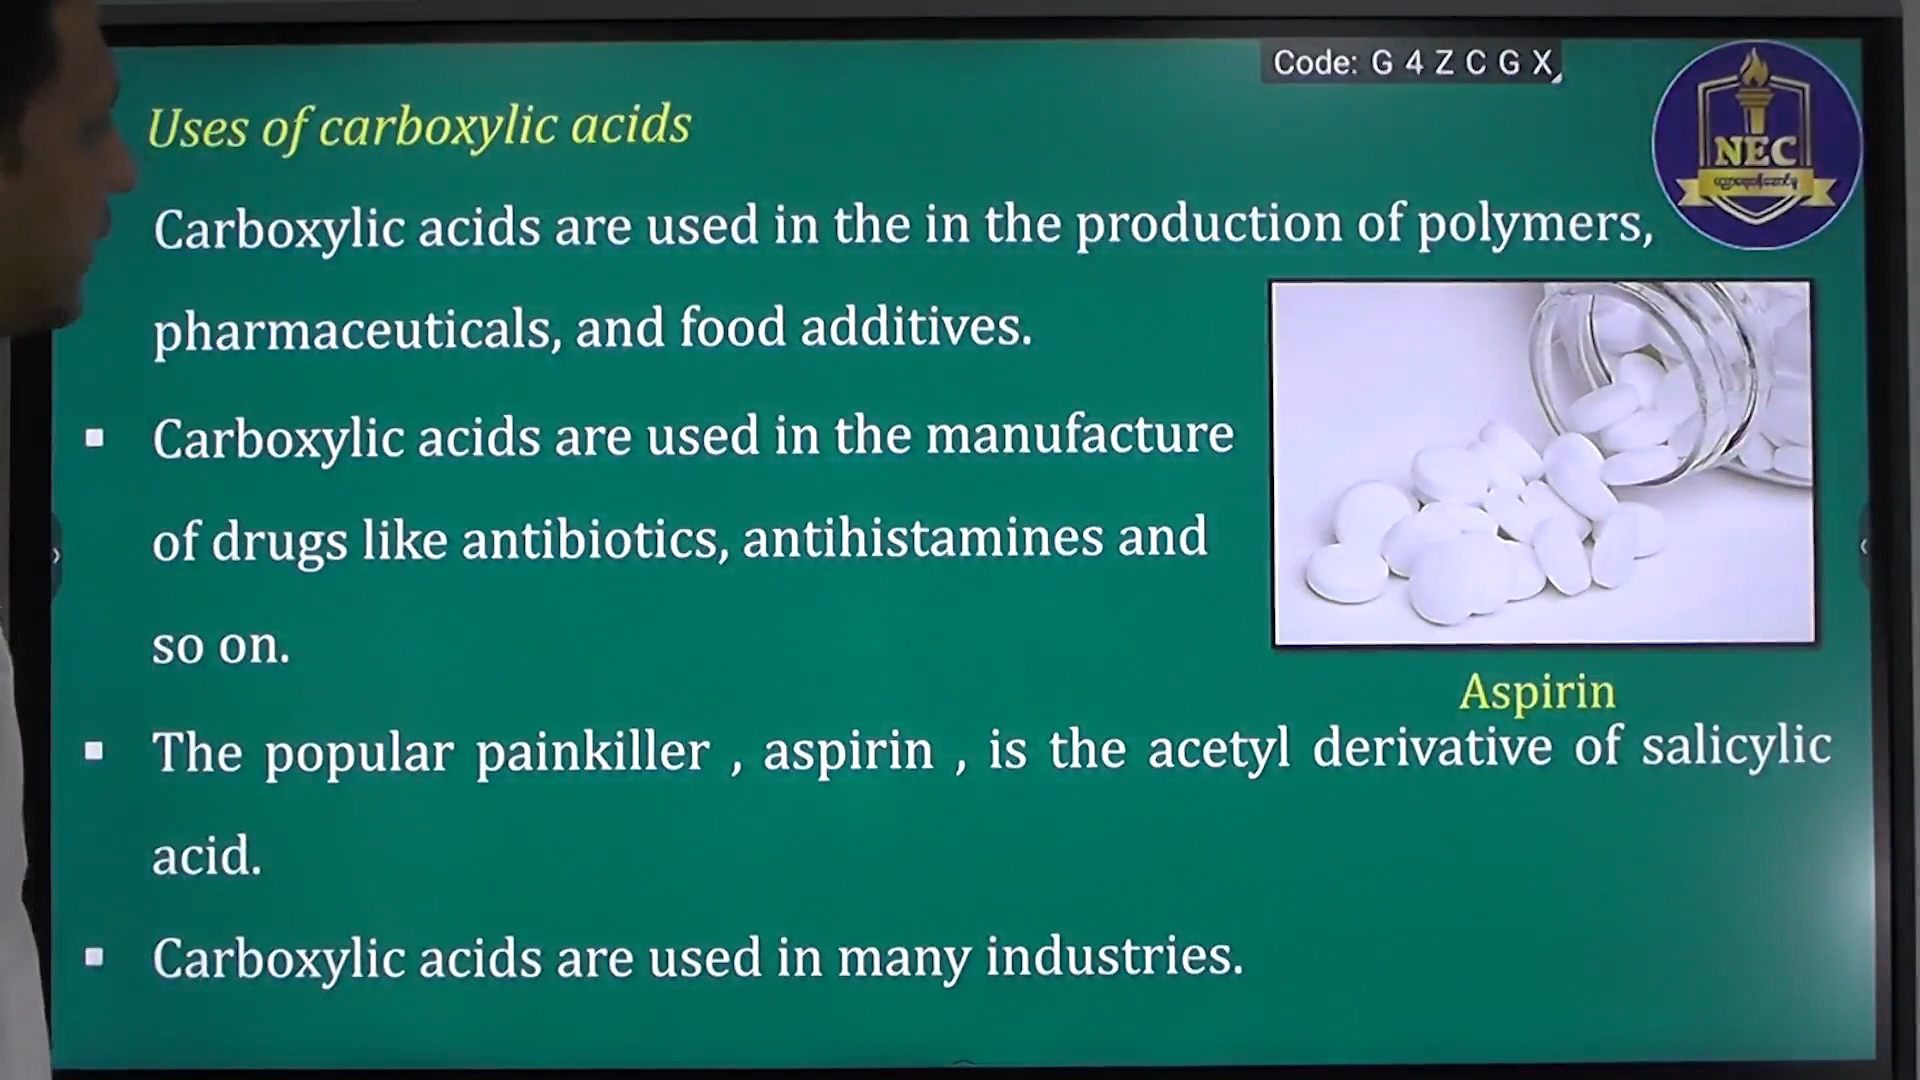 Code: G 4 Z C G X
Uses of carboxylic acids
NEC
Carboxylic acids are used in the in the production of polymers,
pharmaceuticals, and food additives.
▪ Carboxylic acids are used in the manufacture
of drugs like antibiotics, antihistamines and
so on.
Aspirin
▪ The popular painkiller , aspirin , is the acetyl derivative of salicylic
acid.
▪ Carboxylic acids are used in many industries.